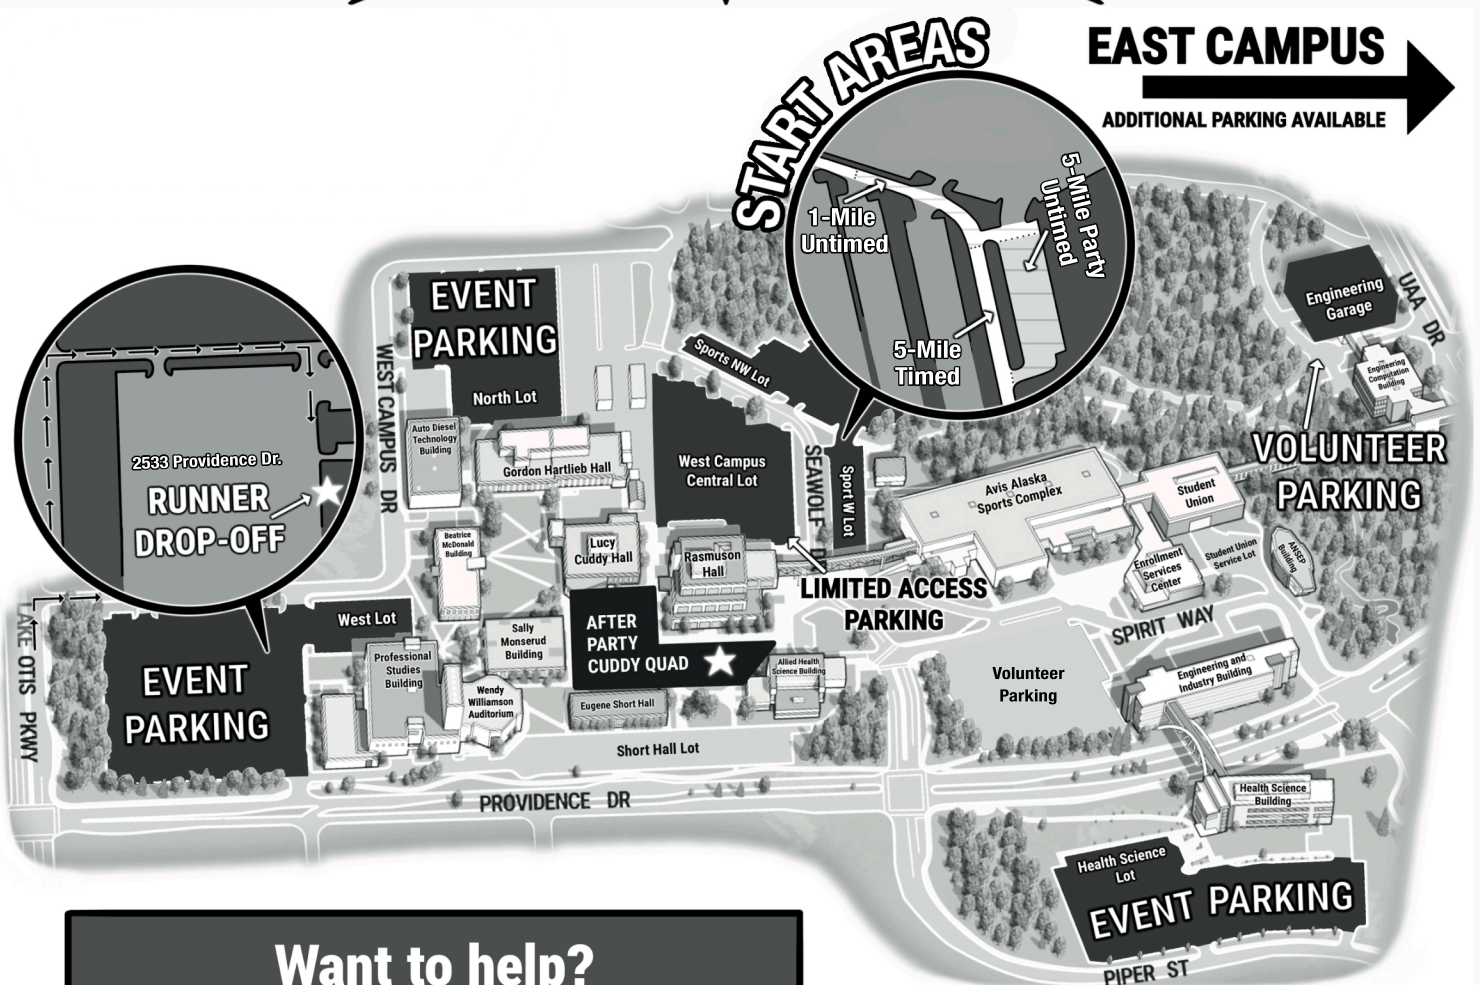 START AREAS
EAST CAMPUS
ADDITIONAL PARKING AVAILABLE
1-Mile
Untimed
5-Mile Party
Untimed
5-Mile
Timed
EVENT
PARKING
North Lot
Sports NW Lot
Engineering
Garage
UAA DR
Engineering
Computation
Building
VOLUNTEER
PARKING
2533 Providence Dr.
RUNNER
DROP-OFF
WEST CAMPUS DR
Auto Diesel
Technology
Building
Gordon Hartlieb Hall
West Campus
Central Lot
SEAWOLF D
Sport W Lot
Avis Alaska
Sports Complex
Student
Union
Beatrice
McDonald
Building
Lucy
Cuddy Hall
Rasmuson
Hall
LIMITED ACCESS
PARKING
Enrollment
Services
Center
Student Union
Service Lot
ANSEP
Building
SPIRIT WAY
LAKE OTIS PKWY
West Lot
EVENT
PARKING
Professional
Studies
Building
Sally
Monserud
Building
Wendy
Williamson
Auditorium
AFTER
PARTY
CUDDY QUAD
Allied Health
Science Building
Eugene Short Hall
Short Hall Lot
Volunteer
Parking
Engineering and
Industry Building
PROVIDENCE DR
Health Science
Building
Health Science
Lot
EVENT PARKING
PIPER ST
Want to help?